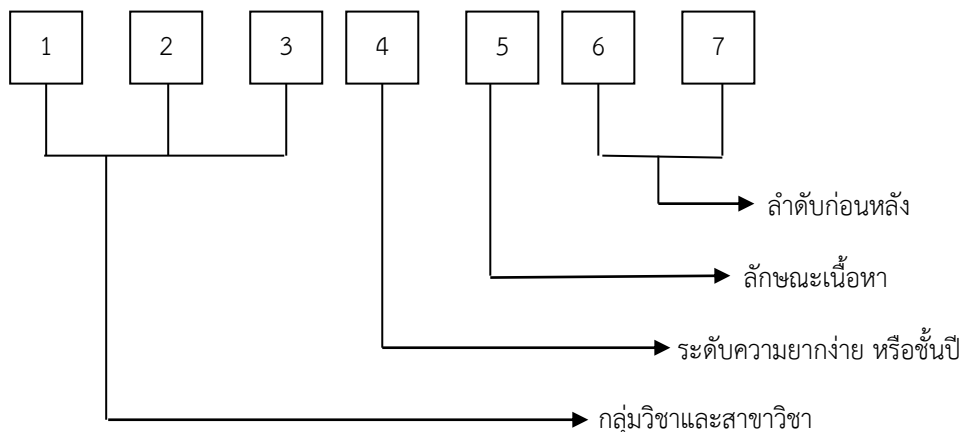 1 2 3 4 5 6 7
ลำดับก่อนหลัง
ลักษณะเนื้อหา
ระดับความยากง่าย หรือชั้นปี
กลุ่มวิชาและสาขาวิชา